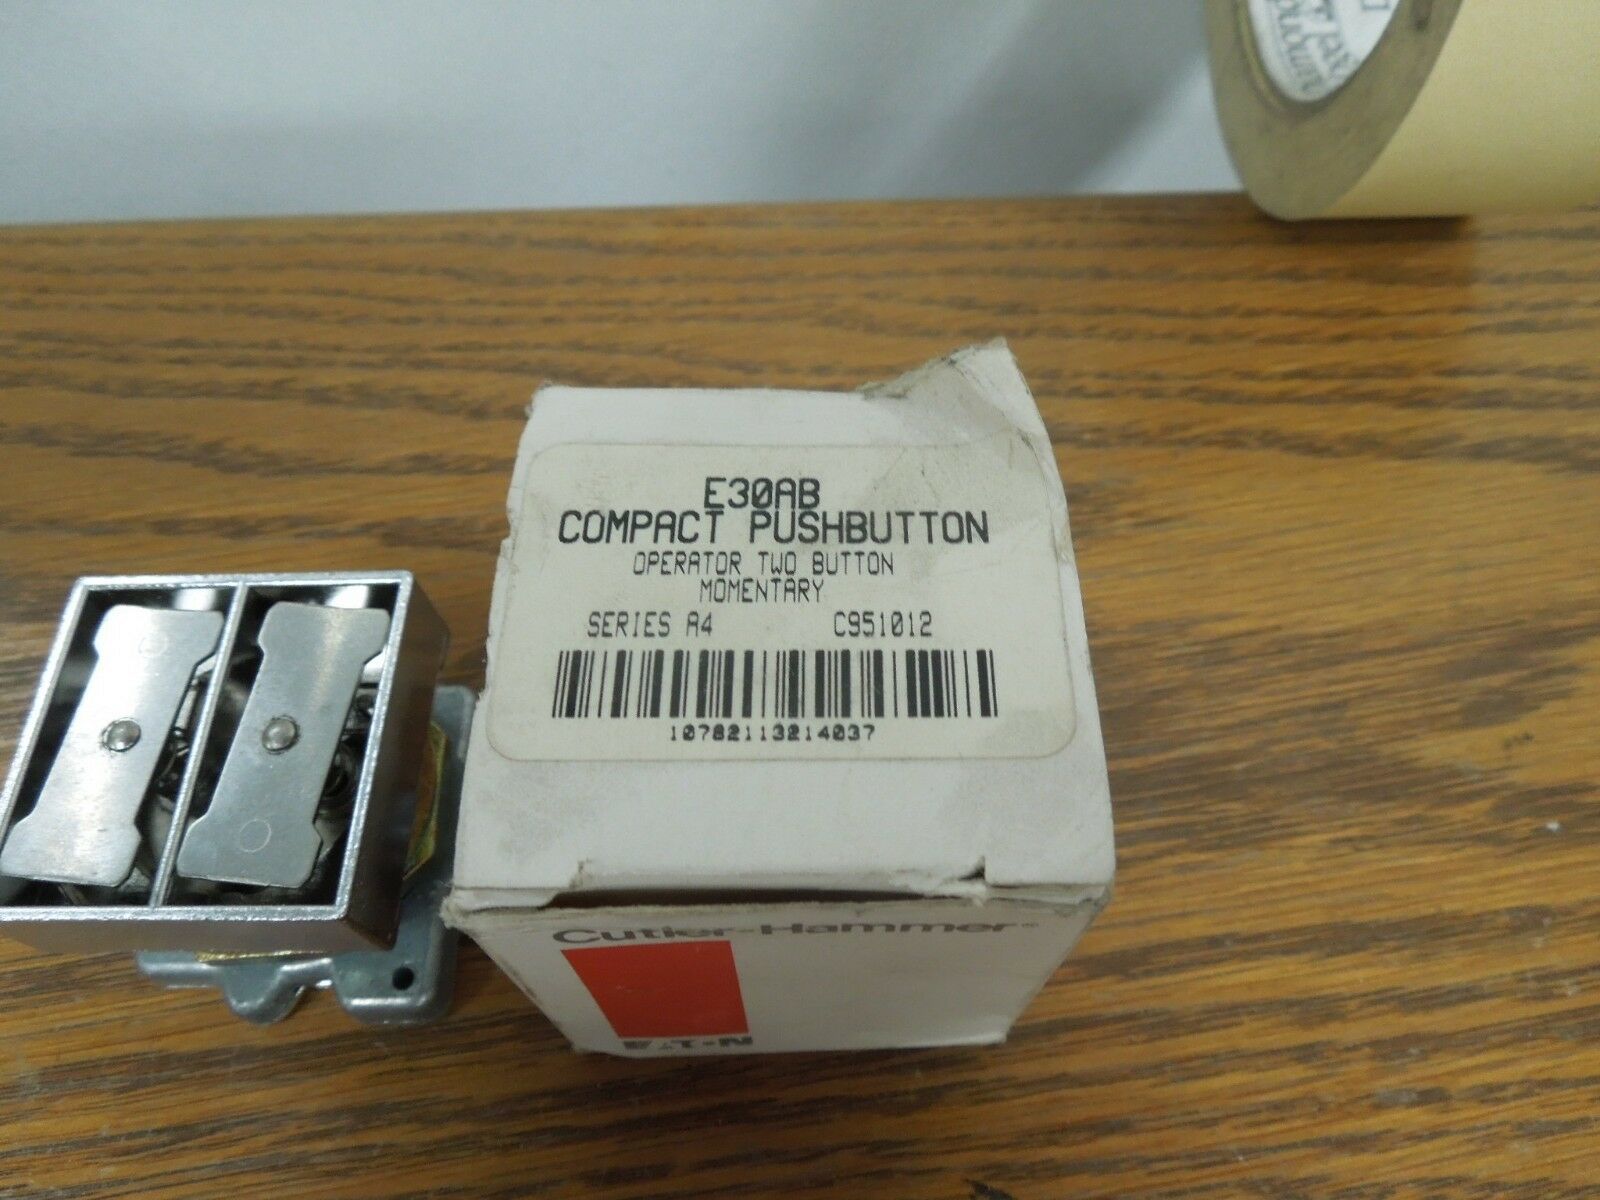 E30AB
COMPACT PUSHBUTTON
OPERATOR TWO BUTTON
MOMENTARY
SERIES A4 C951012
10782113214037
Cutler-Hammer®
EATON